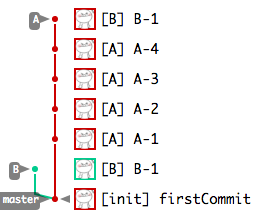 A [B] B-1
[A] A-4
[A] A-3
[A] A-2
[A] A-1
B [B] B-1
master [init] firstCommit